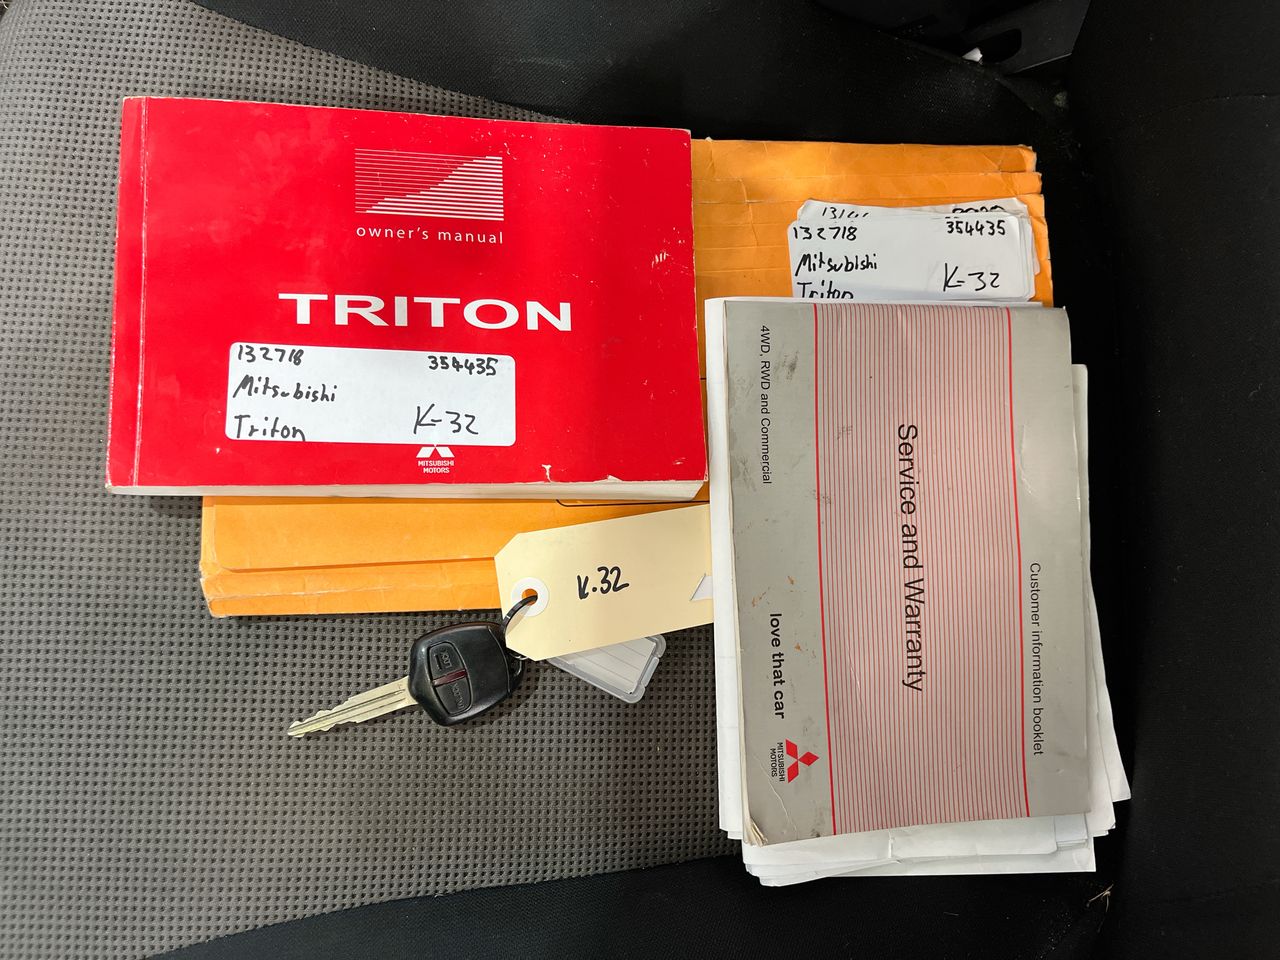 owner's manual
TRITON
132718 354435
Mitsubishi
Triton K-32
MITSUBISHI
MOTORS
132718 354435
Mitsubishi
Triton K-32
K.32
4WD, RWD and Commercial
love that car
MITSUBISHI
MOTORS
Service and Warranty
Customer information booklet